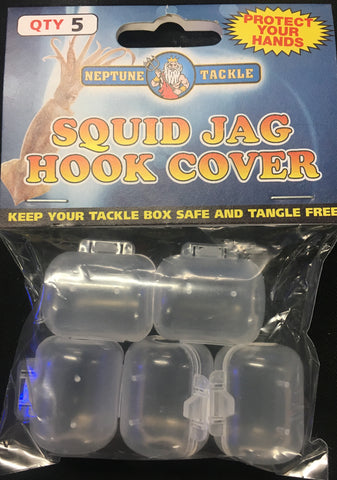 QTY 5
PROTECT
YOUR
HANDS
NEPTUNE TACKLE
SQUID JAG
HOOK COVER
KEEP YOUR TACKLE BOX SAFE AND TANGLE FREE